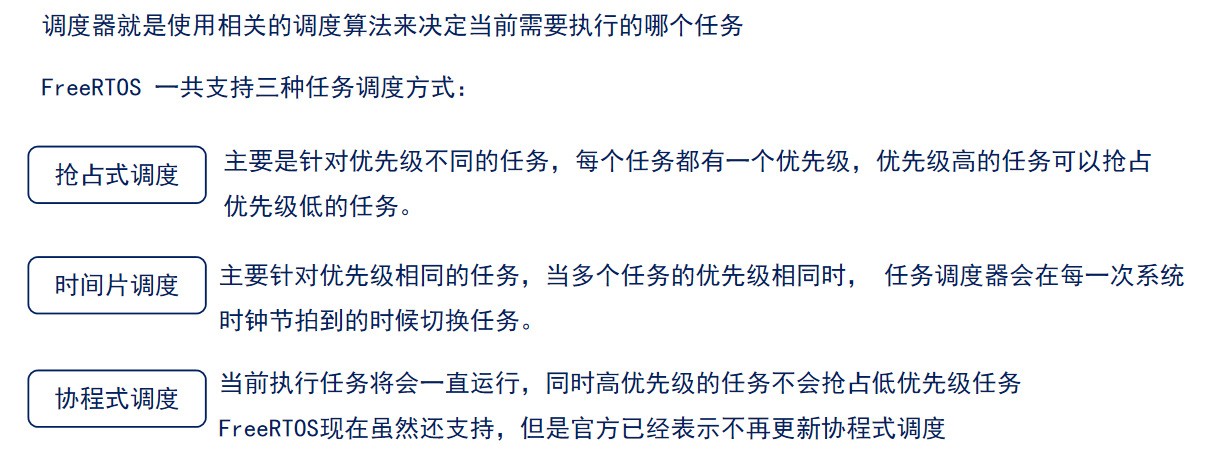 调度器就是使用相关的调度算法来决定当前需要执行的哪个任务
FreeRTOS 一共支持三种任务调度方式：
抢占式调度
主要是针对优先级不同的任务，每个任务都有一个优先级，优先级高的任务可以抢占
优先级低的任务。
时间片调度
主要针对优先级相同的任务，当多个任务的优先级相同时， 任务调度器会在每一次系统
时钟节拍到的时候切换任务。
协程式调度
当前执行任务将会一直运行，同时高优先级的任务不会抢占低优先级任务
FreeRTOS现在虽然还支持，但是官方已经表示不再更新协程式调度